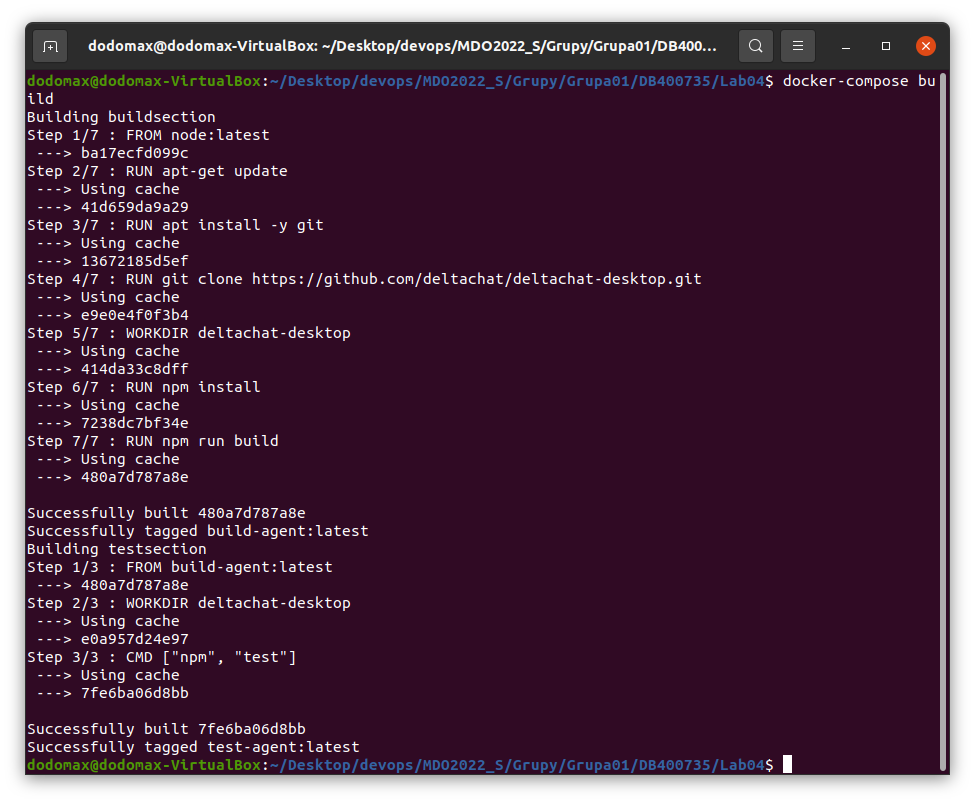 dodomax@dodomax-VirtualBox: ~/Desktop/devops/MDO2022_S/Grupy/Grupa01/DB400...
dodomax@dodomax-VirtualBox:~/Desktop/devops/MDO2022_S/Grupy/Grupa01/DB400735/Lab04$ docker-compose bu
ild
Building buildsection
Step 1/7 : FROM node:latest
 ---> ba17ecfd099c
Step 2/7 : RUN apt-get update
 ---> Using cache
 ---> 41d659da9a29
Step 3/7 : RUN apt install -y git
 ---> Using cache
 ---> 13672185d5ef
Step 4/7 : RUN git clone https://github.com/deltachat/deltachat-desktop.git
 ---> Using cache
 ---> e9e0e4f0f3b4
Step 5/7 : WORKDIR deltachat-desktop
 ---> Using cache
 ---> 414da33c8dff
Step 6/7 : RUN npm install
 ---> Using cache
 ---> 7238dc7bf34e
Step 7/7 : RUN npm run build
 ---> Using cache
 ---> 480a7d787a8e

Successfully built 480a7d787a8e
Successfully tagged build-agent:latest
Building testsection
Step 1/3 : FROM build-agent:latest
 ---> 480a7d787a8e
Step 2/3 : WORKDIR deltachat-desktop
 ---> Using cache
 ---> e0a957d24e97
Step 3/3 : CMD ["npm", "test"]
 ---> Using cache
 ---> 7fe6ba06d8bb

Successfully built 7fe6ba06d8bb
Successfully tagged test-agent:latest
dodomax@dodomax-VirtualBox:~/Desktop/devops/MDO2022_S/Grupy/Grupa01/DB400735/Lab04$